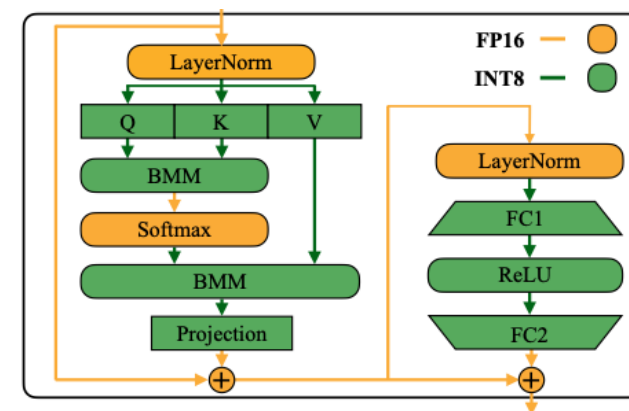 FP16
INT8
LayerNorm
Q K V
BMM
Softmax
BMM
Projection
LayerNorm
FC1
ReLU
FC2